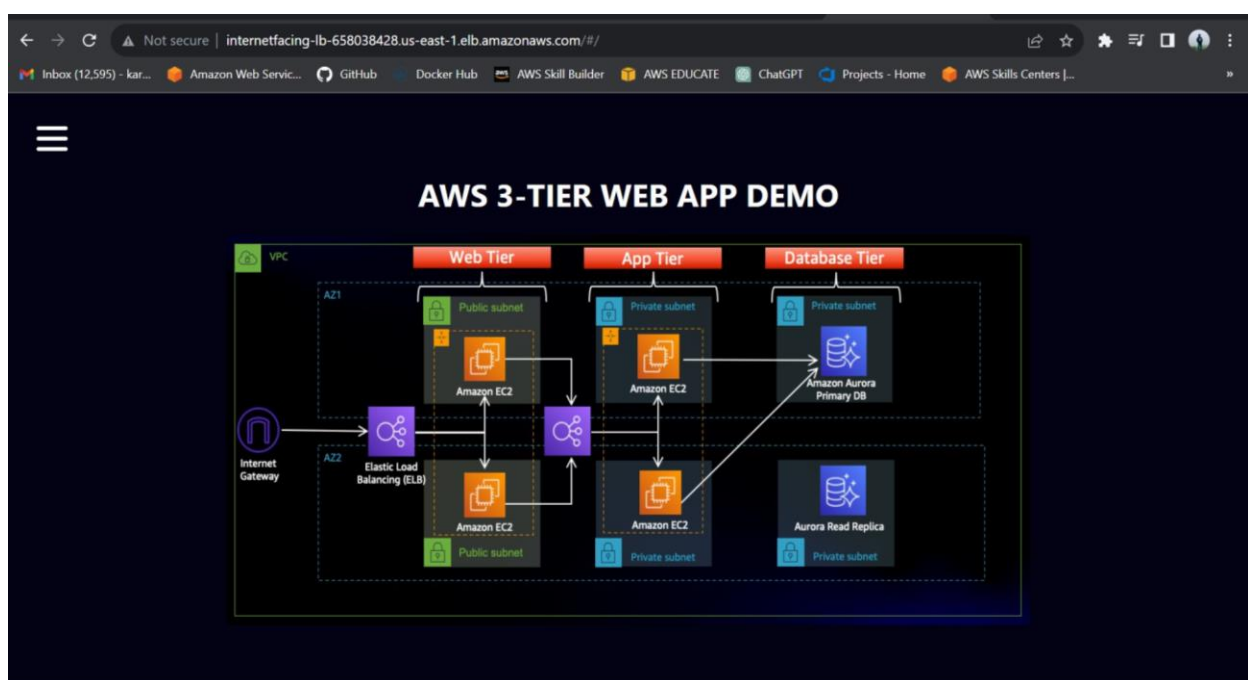 Not secure | internetfacing-lb-658038428.us-east-1.elb.amazonaws.com/#/
Inbox (12,595) - kar... Amazon Web Servic... GitHub Docker Hub AWS Skill Builder AWS EDUCATE ChatGPT Projects - Home AWS Skills Centers |... »
AWS 3-TIER WEB APP DEMO
VPC
Web Tier
App Tier
Database Tier
AZ1
Public subnet
Private subnet
Private subnet
Amazon EC2
Amazon EC2
Amazon Aurora
Primary DB
Internet
Gateway
AZ2
Elastic Load
Balancing (ELB)
Amazon EC2
Amazon EC2
Aurora Read Replica
Public subnet
Private subnet
Private subnet